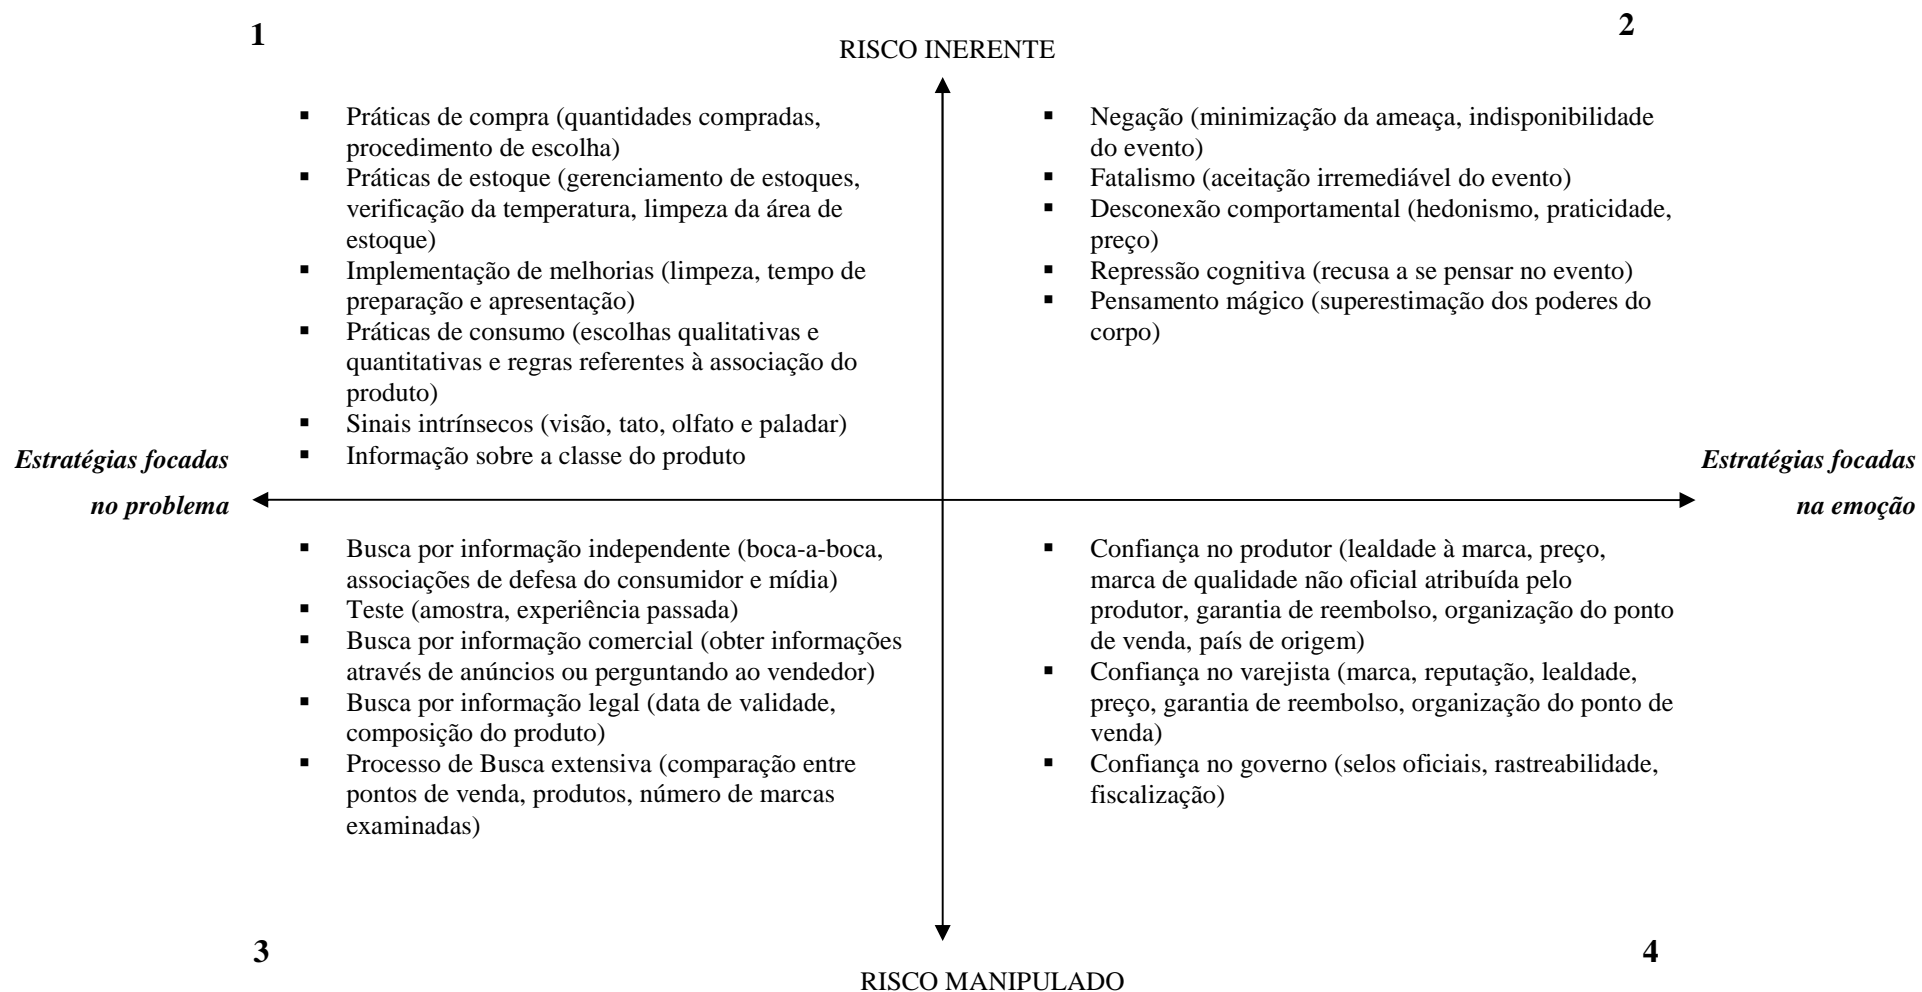 1
2
RISCO INERENTE
▪ Práticas de compra (quantidades compradas,
procedimento de escolha)
▪ Práticas de estoque (gerenciamento de estoques,
verificação da temperatura, limpeza da área de
estoque)
▪ Implementação de melhorias (limpeza, tempo de
preparação e apresentação)
▪ Práticas de consumo (escolhas qualitativas e
quantitativas e regras referentes à associação do
produto)
▪ Sinais intrínsecos (visão, tato, olfato e paladar)
▪ Informação sobre a classe do produto
▪ Negação (minimização da ameaça, indisponibilidade
do evento)
▪ Fatalismo (aceitação irremediável do evento)
▪ Desconexão comportamental (hedonismo, praticidade,
preço)
▪ Repressão cognitiva (recusa a se pensar no evento)
▪ Pensamento mágico (superestimação dos poderes do
corpo)
Estratégias focadas
no problema
Estratégias focadas
na emoção
▪ Busca por informação independente (boca-a-boca,
associações de defesa do consumidor e mídia)
▪ Teste (amostra, experiência passada)
▪ Busca por informação comercial (obter informações
através de anúncios ou perguntando ao vendedor)
▪ Busca por informação legal (data de validade,
composição do produto)
▪ Processo de Busca extensiva (comparação entre
pontos de venda, produtos, número de marcas
examinadas)
▪ Confiança no produtor (lealdade à marca, preço,
marca de qualidade não oficial atribuída pelo
produtor, garantia de reembolso, organização do ponto
de venda, país de origem)
▪ Confiança no varejista (marca, reputação, lealdade,
preço, garantia de reembolso, organização do ponto de
venda)
▪ Confiança no governo (selos oficiais, rastreabilidade,
fiscalização)
3
4
RISCO MANIPULADO